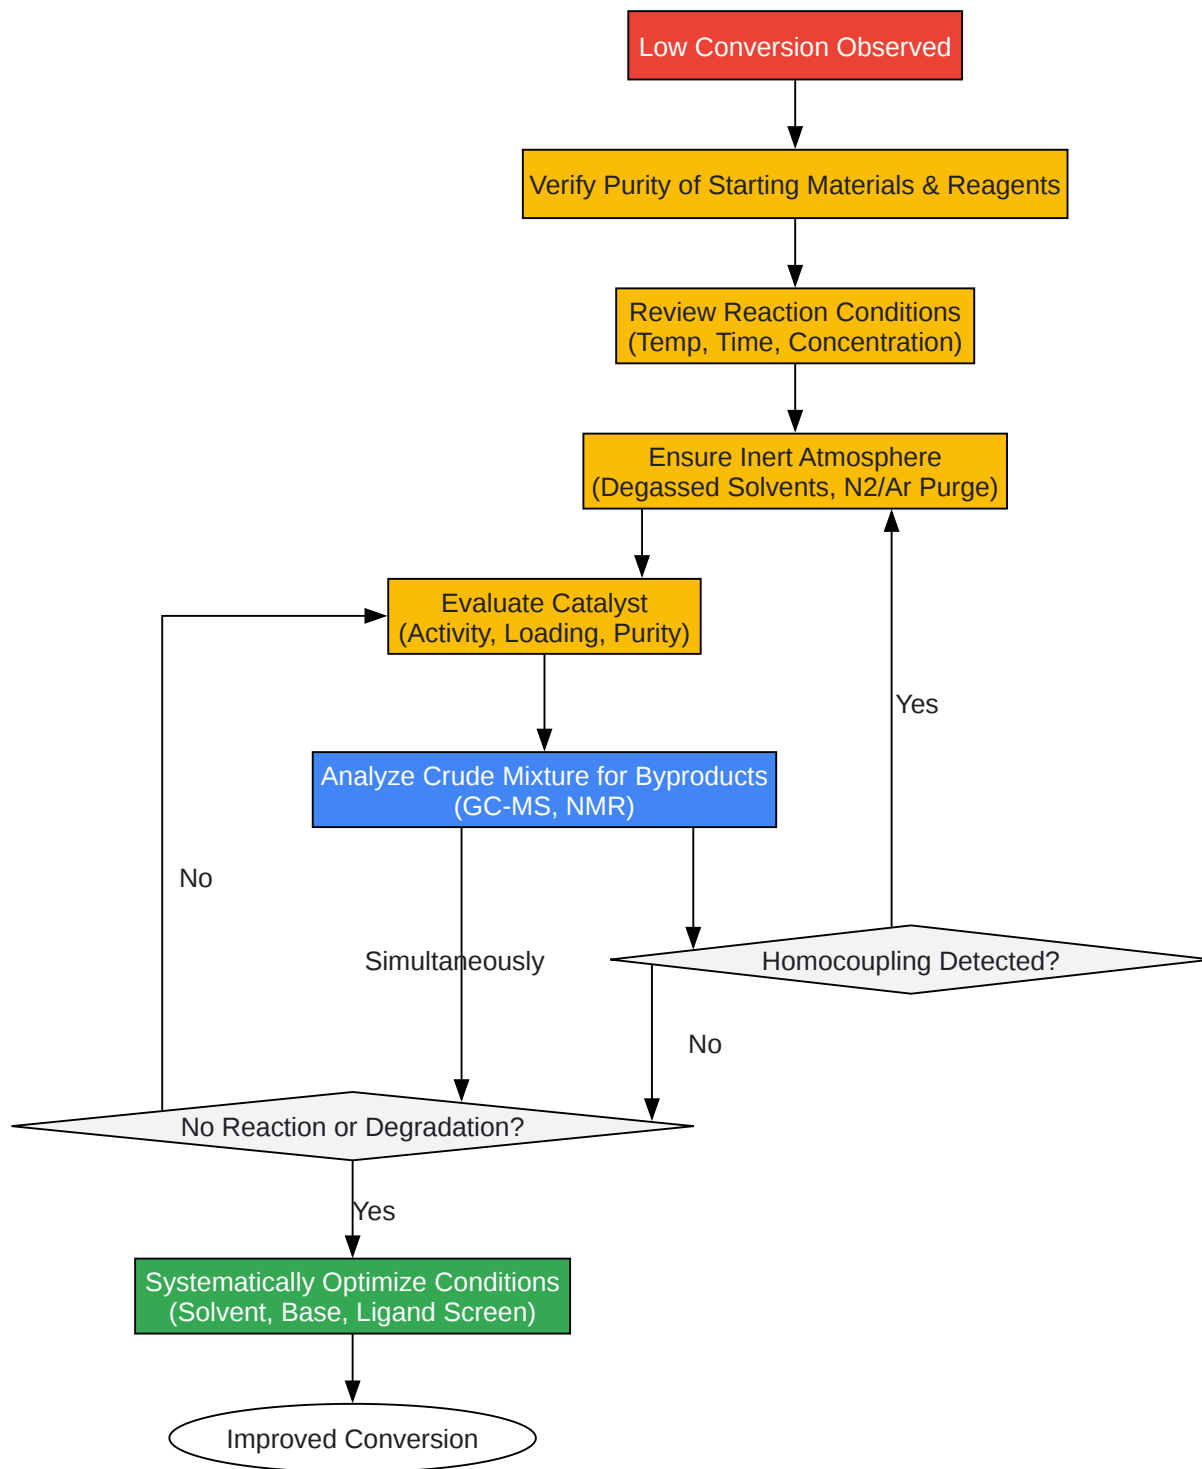 Low Conversion Observed
Verify Purity of Starting Materials & Reagents
Review Reaction Conditions
(Temp, Time, Concentration)
Ensure Inert Atmosphere
(Degassed Solvents, N2/Ar Purge)
Evaluate Catalyst
(Activity, Loading, Purity)
Yes
Analyze Crude Mixture for Byproducts
(GC-MS, NMR)
No
Simultaneously
Homocoupling Detected?
No
No Reaction or Degradation?
Yes
Systematically Optimize Conditions
(Solvent, Base, Ligand Screen)
Improved Conversion